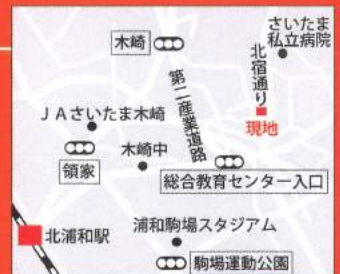 さいたま
私立病院
木崎
北宿通り
第二産業道路
JAさいたま木崎
現地
領家
木崎中
総合教育センター入口
北浦和駅
浦和駒場スタジアム
駒場運動公園